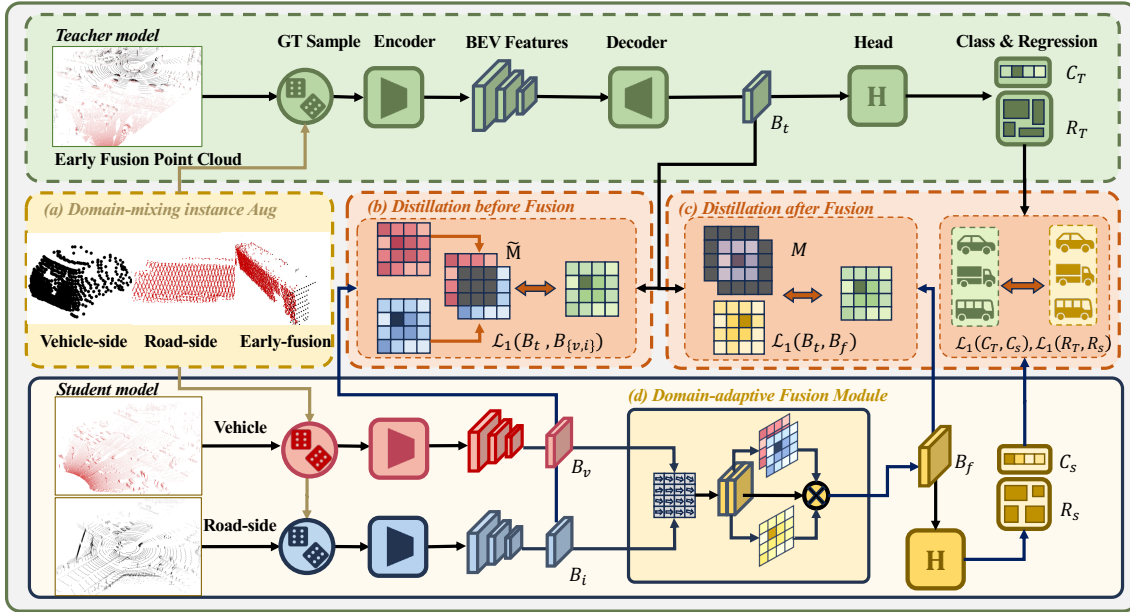 Teacher model
GT Sample
Encoder
BEV Features
Decoder
Head
Class & Regression
C_T
H
B_t
R_T
Early Fusion Point Cloud
(a) Domain-mixing instance Aug
(b) Distillation before Fusion
(c) Distillation after Fusion
M̃
M
Vehicle-side
Road-side
Early-fusion
ℒ₁(B_t , B_{v,i})
ℒ₁(B_t, B_f)
ℒ₁(C_T, C_s), ℒ₁(R_T, R_s)
Student model
(d) Domain-adaptive Fusion Module
Vehicle
B_v
B_f
C_s
Road-side
R_s
H
B_i